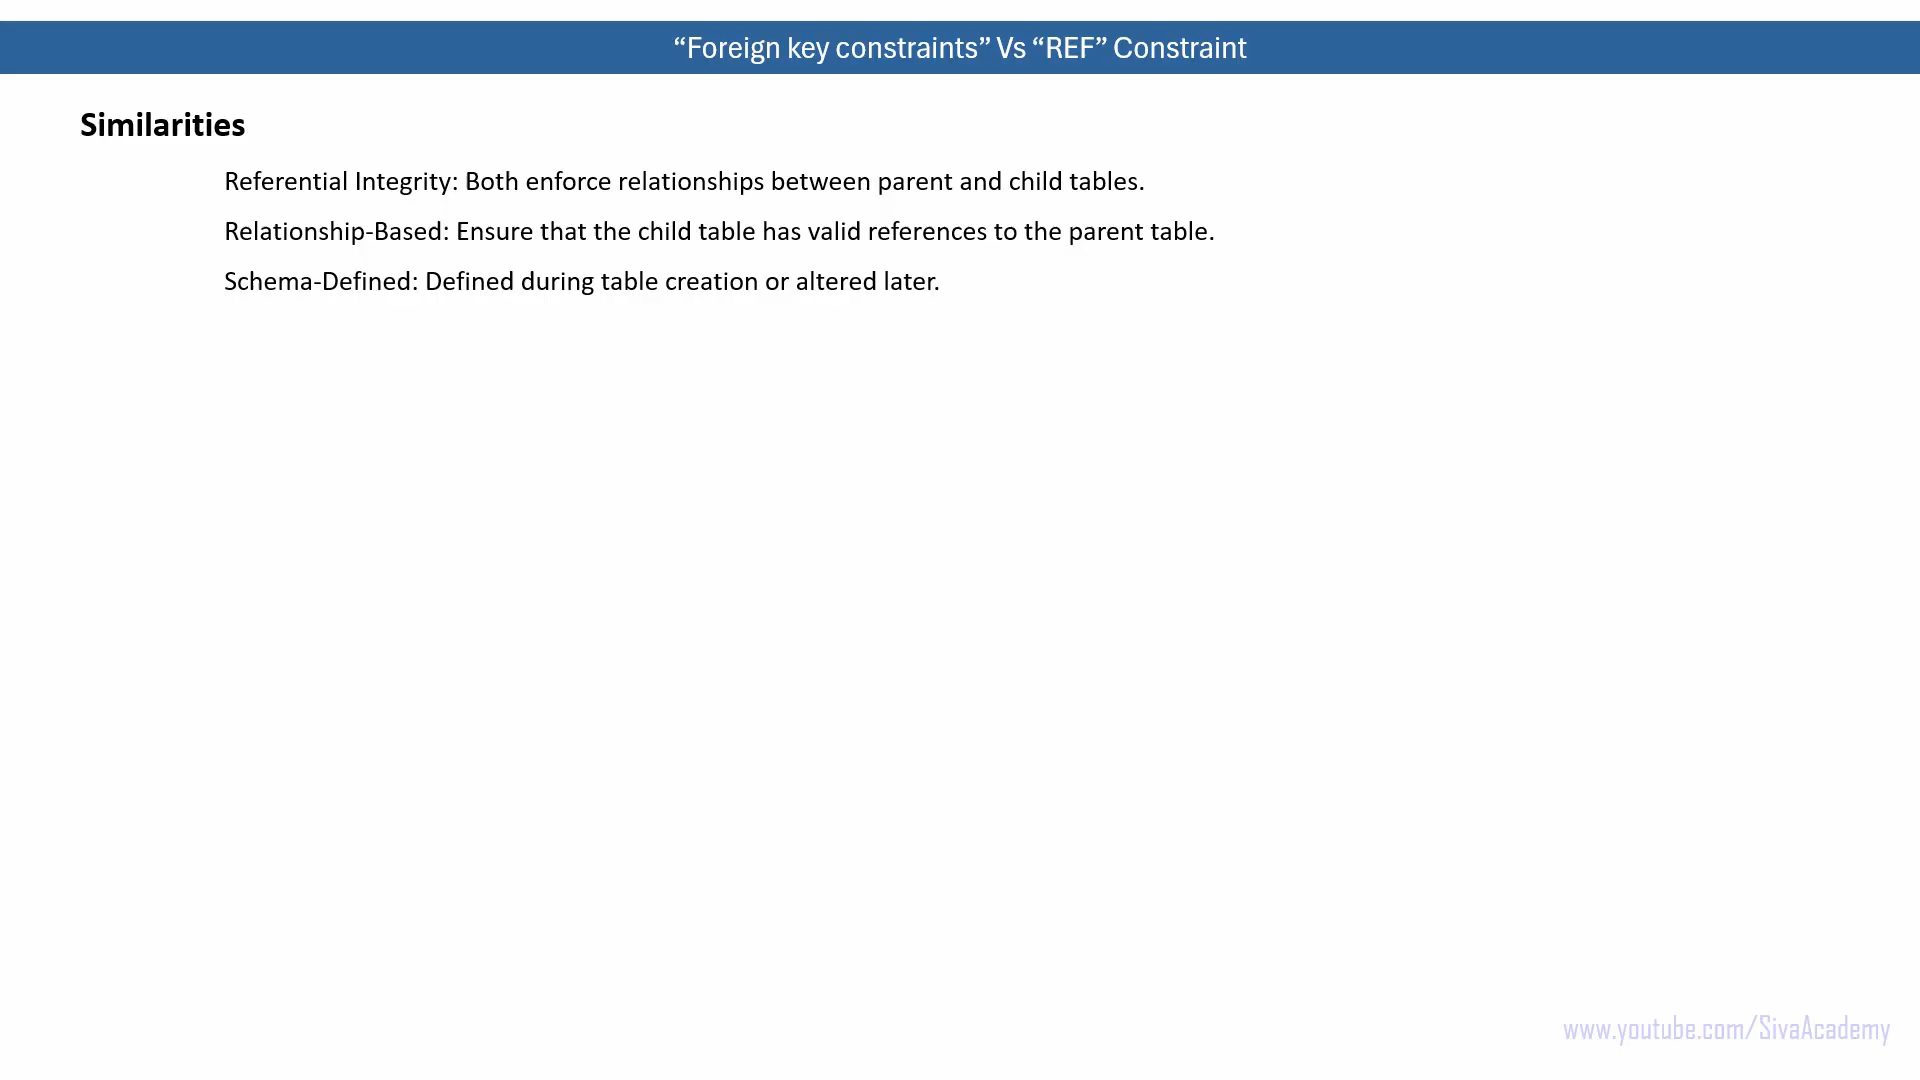 “Foreign key constraints” Vs “REF” Constraint
Similarities
Referential Integrity: Both enforce relationships between parent and child tables.
Relationship-Based: Ensure that the child table has valid references to the parent table.
Schema-Defined: Defined during table creation or altered later.
www.youtube.com/SivaAcademy